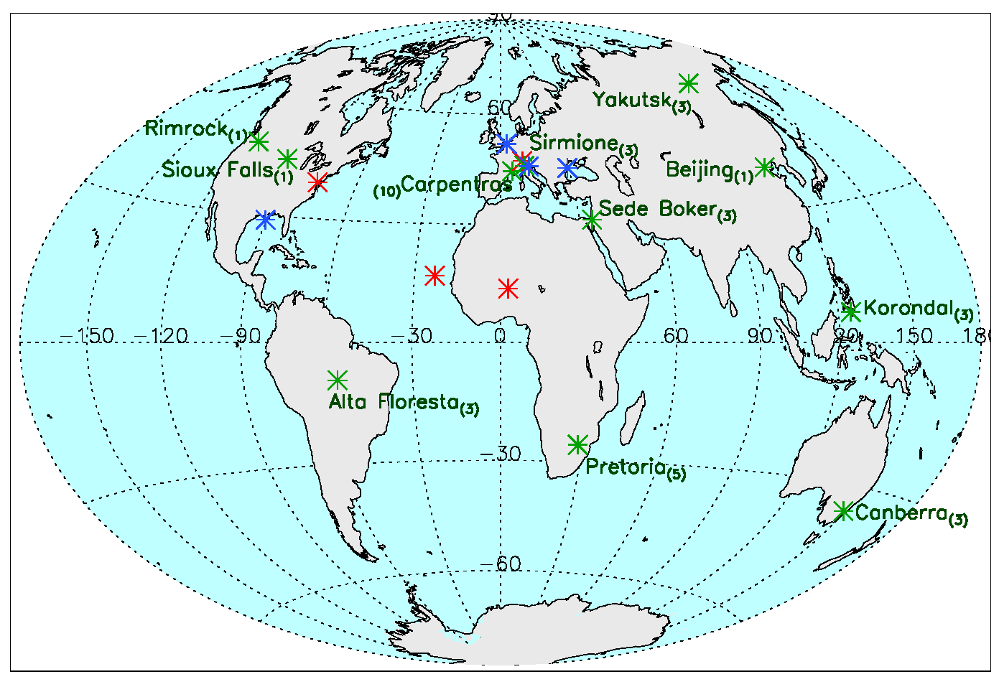 90
Yakutsk(3)
60
Rimrock(1)
Sirmione(3)
Sioux Falls(1)
Beijing(1)
(10)Carpentras
Sede Boker(3)
Korondal(3)
-150 -120 -90 -30 0 60 90 20 150 180
Alta Floresta(3)
-30
Pretoria(5)
Canberra(3)
-60